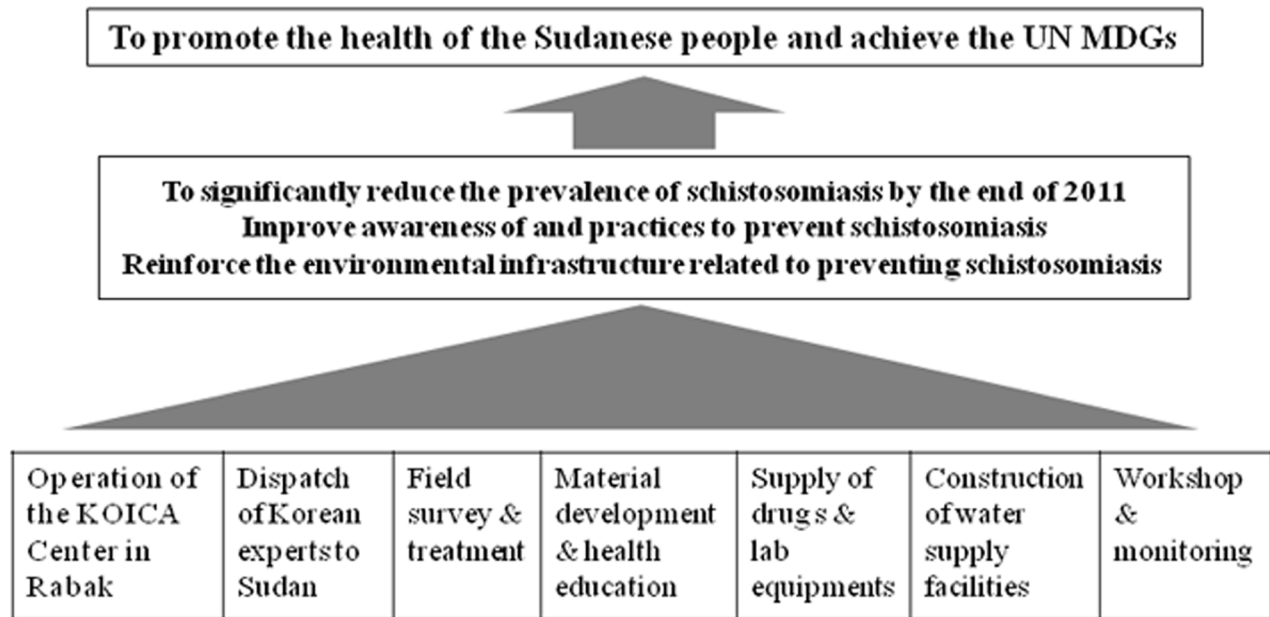 To promote the health of the Sudanese people and achieve the UN MDGs
To significantly reduce the prevalence of schistosomiasis by the end of 2011
Improve awareness of and practices to prevent schistosomiasis
Reinforce the environmental infrastructure related to preventing schistosomiasis
Operation of
the KOICA
Center in
Rabak
Dispatch
of Korean
experts to
Sudan
Field
survey &
treatment
Material
development
& health
education
Supply of
drugs &
lab
equipments
Construction
of water
supply
facilities
Workshop
&
monitoring